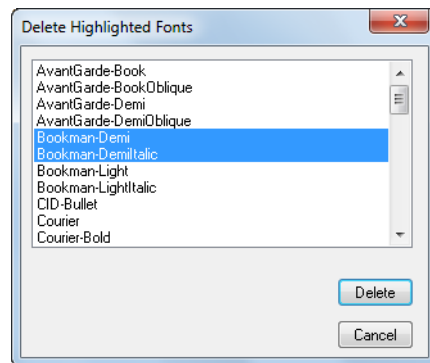 Delete Highlighted Fonts
AvantGarde-Book
AvantGarde-BookOblique
AvantGarde-Demi
AvantGarde-DemiOblique
Bookman-Demi
Bookman-DemiItalic
Bookman-Light
Bookman-LightItalic
CID-Bullet
Courier
Courier-Bold
Delete
Cancel